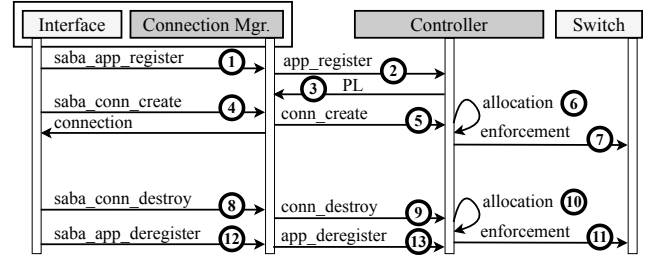 Interface Connection Mgr. Controller Switch
saba_app_register 1 app_register 2
3 PL
saba_conn_create 4 conn_create 5 allocation 6
connection enforcement 7
saba_conn_destroy 8 conn_destroy 9 allocation 10
saba_app_deregister 12 app_deregister 13 enforcement 11